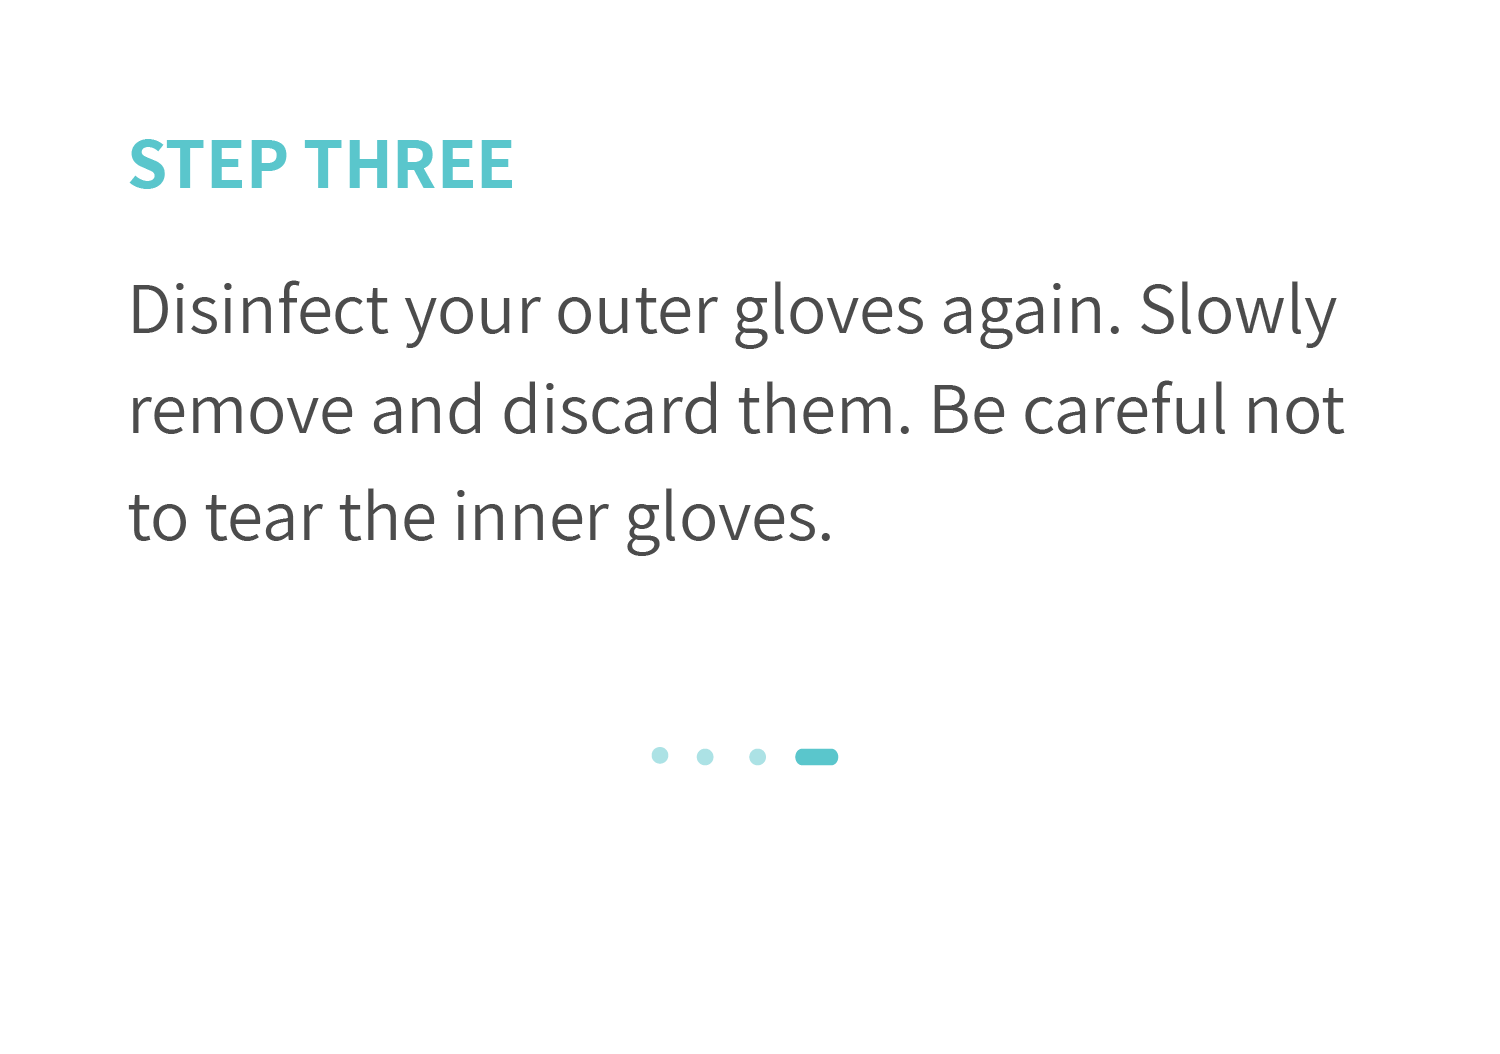 STEP THREE
Disinfect your outer gloves again. Slowly
remove and discard them. Be careful not
to tear the inner gloves.